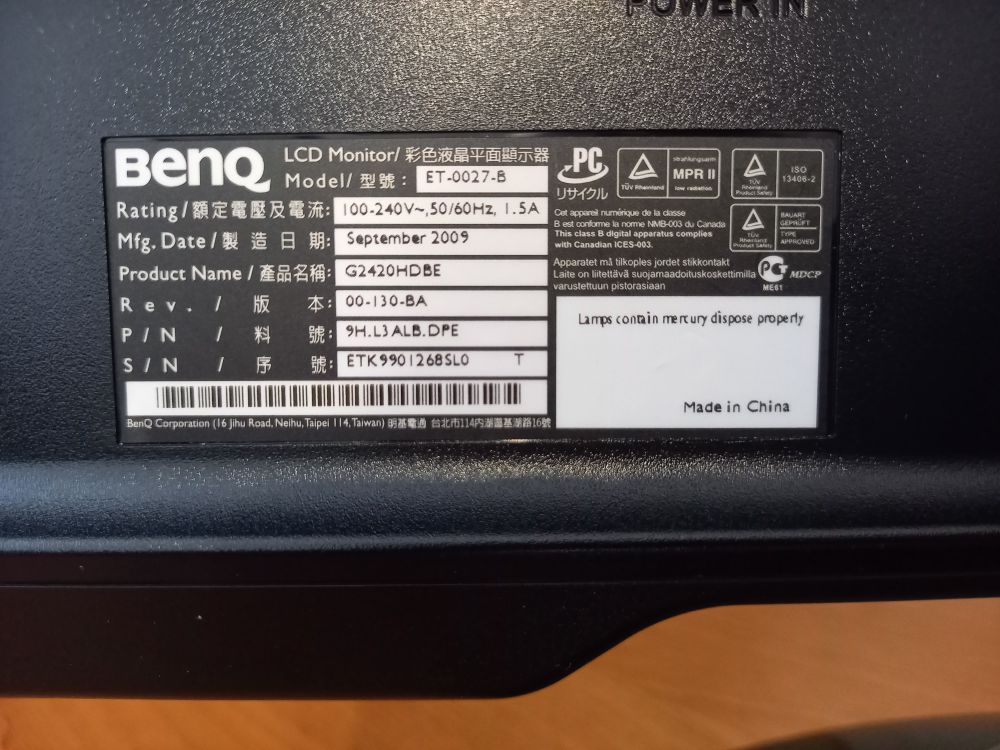 POWER IN
BenQ
LCD Monitor/ 彩色液晶平面顯示器
Model/ 型號: ET-0027-B
Rating/額定電壓及電流: 100-240V~,50/60Hz, 1.5A
Mfg. Date/製 造 日 期: September 2009
Product Name / 產品名稱: G2420HDBE
Rev. / 版 本: 00-130-BA
P/N / 料 號: 9H.L3ALB.DPE
S/N / 序 號: ETK9901268SL0 T
BenQ Corporation (16 Jihu Road, Neihu, Taipei 114, Taiwan) 明基電通 台北市114內湖區基湖路16號
PC
リサイクル
TÜV Rheinland
strahlungsarm
MPR II
low radiation
TÜV
Rheinland
Product Safety
ISO
13406-2
TÜV
Rheinland
Product Safety
BAUART
GEPRÜFT
TYPE
APPROVED
Cet appareil numérique de la classe
B est conforme la norme NMB-003 du Canada
This class B digital apparatus complies
with Canadian ICES-003.
Apparatet må tilkoples jordet stikkontakt
Laite on liitettävä suojamaadoituskoskettimilla
varustettuun pistorasiaan
MDCP
ME61
Lamps contain mercury dispose properly
Made in China